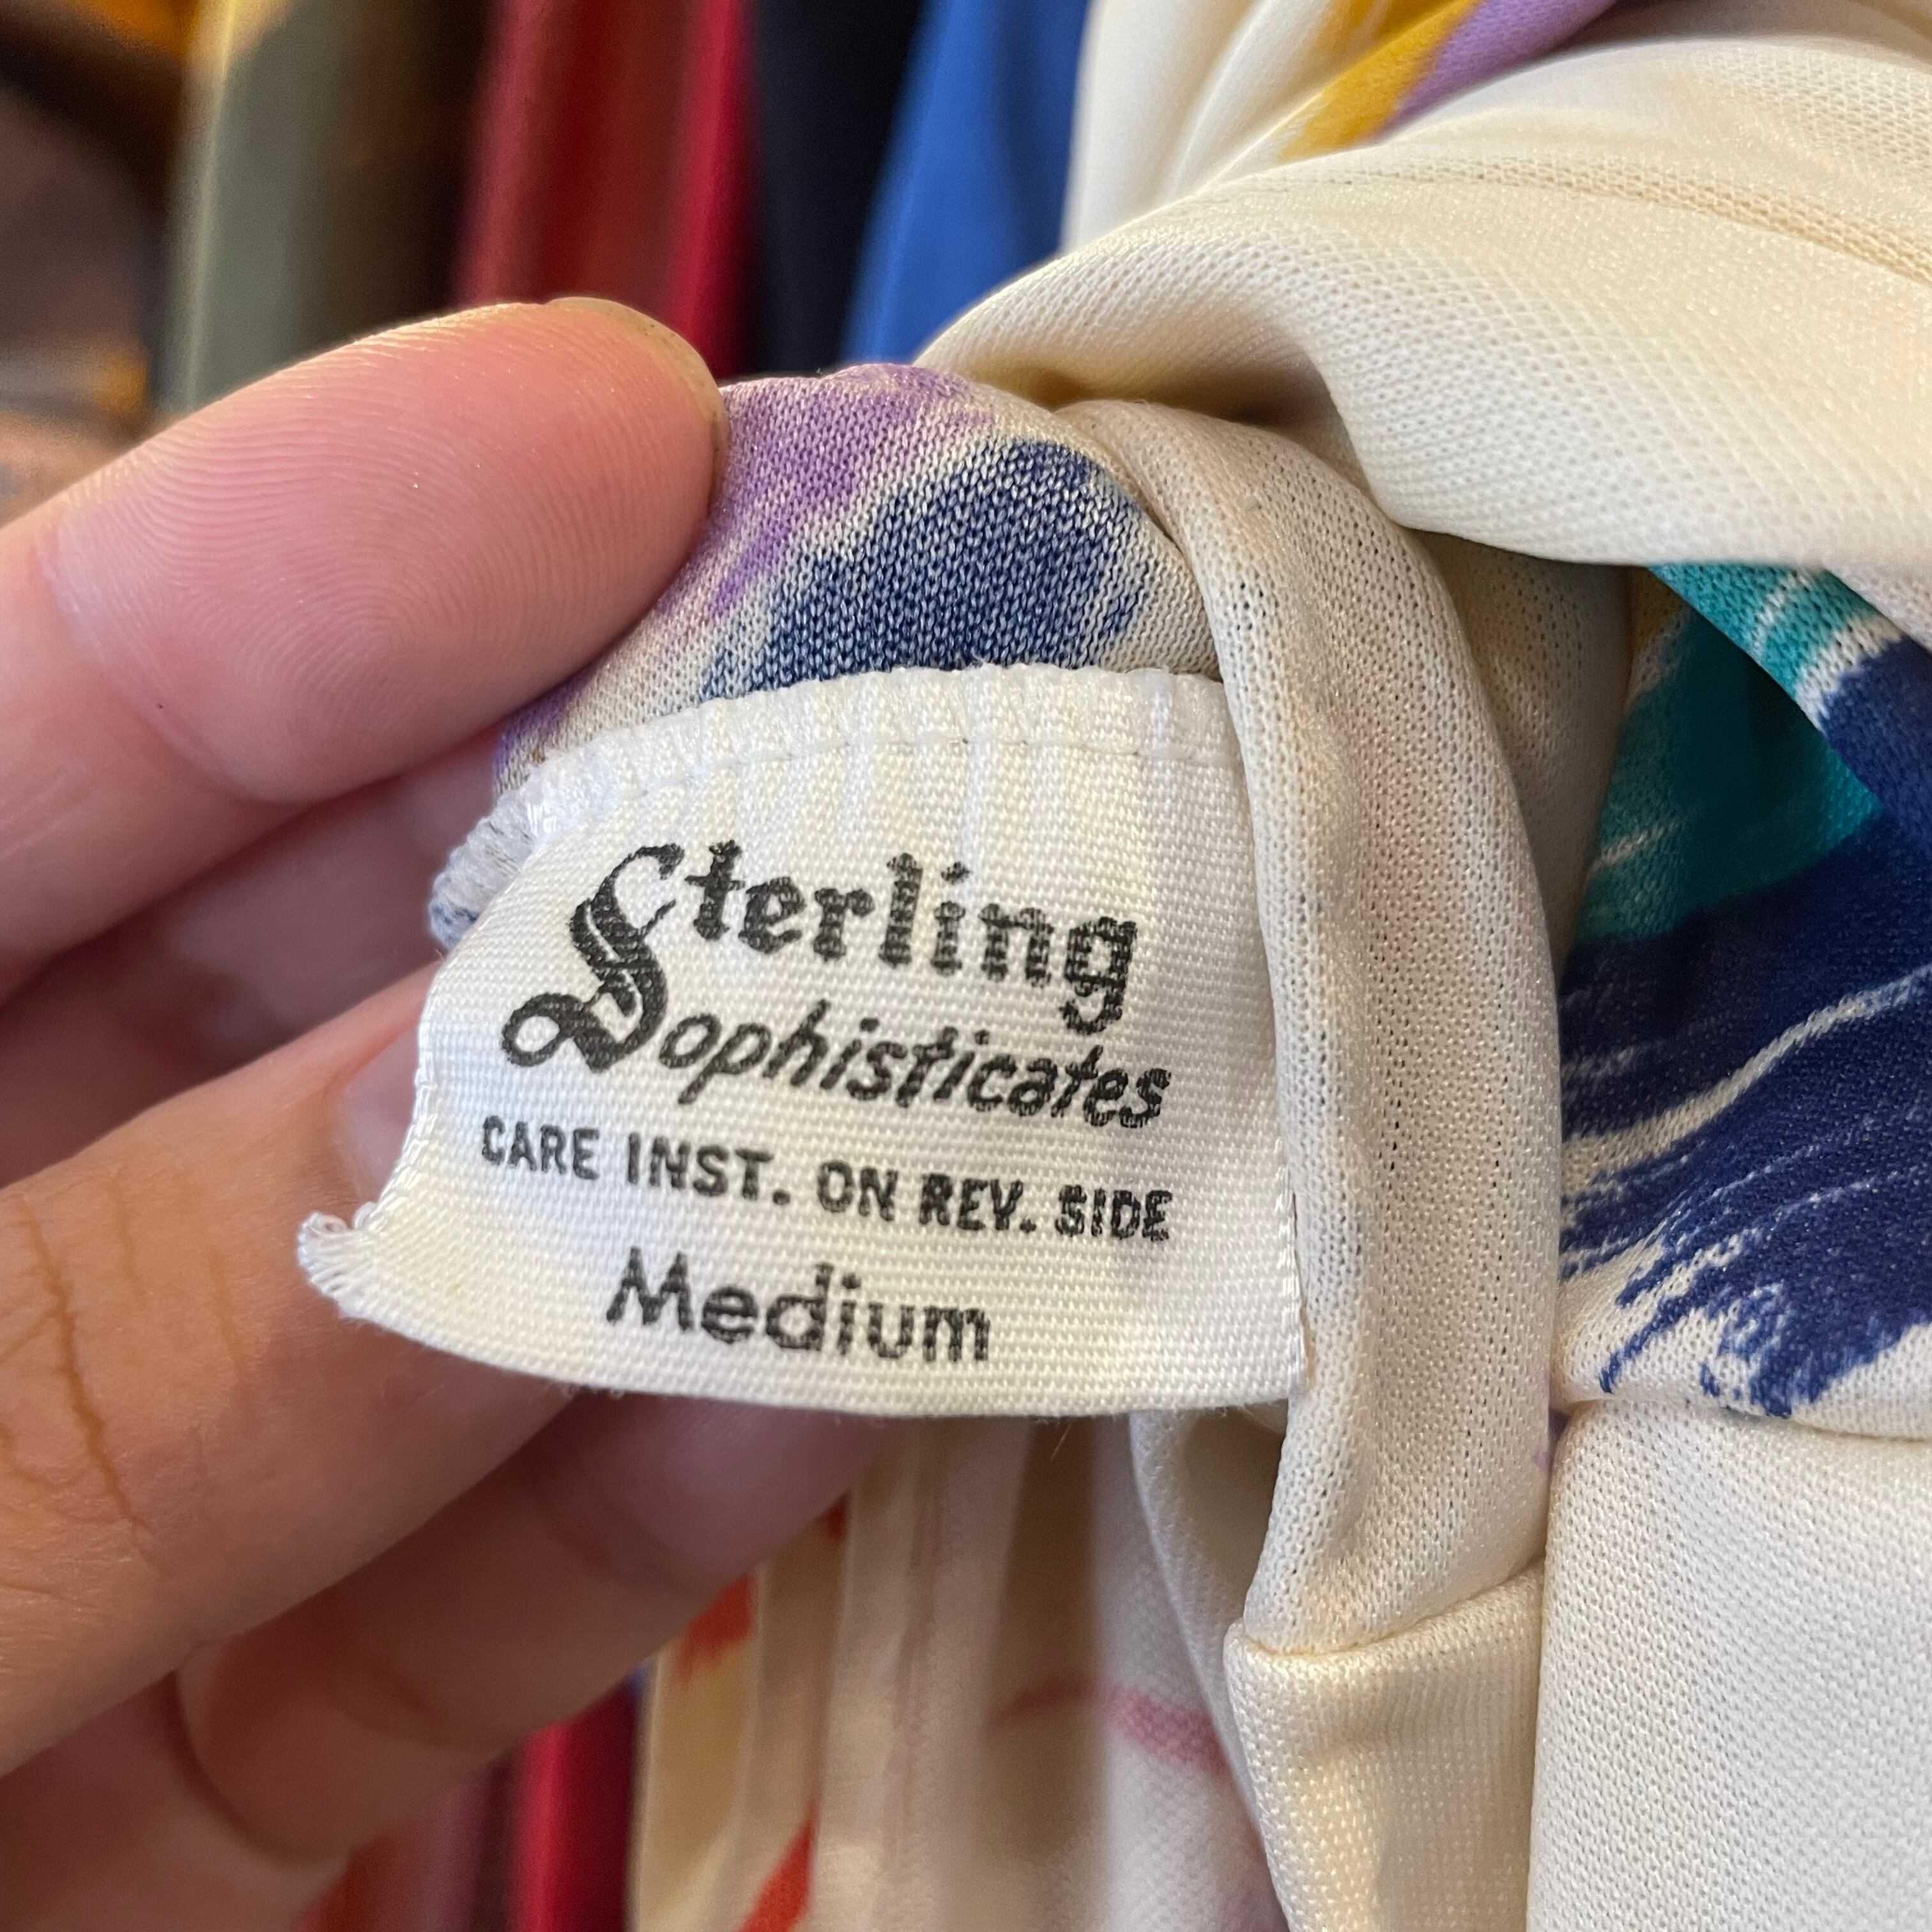 Sterling
Sophisticates
CARE INST. ON REV. SIDE
Medium